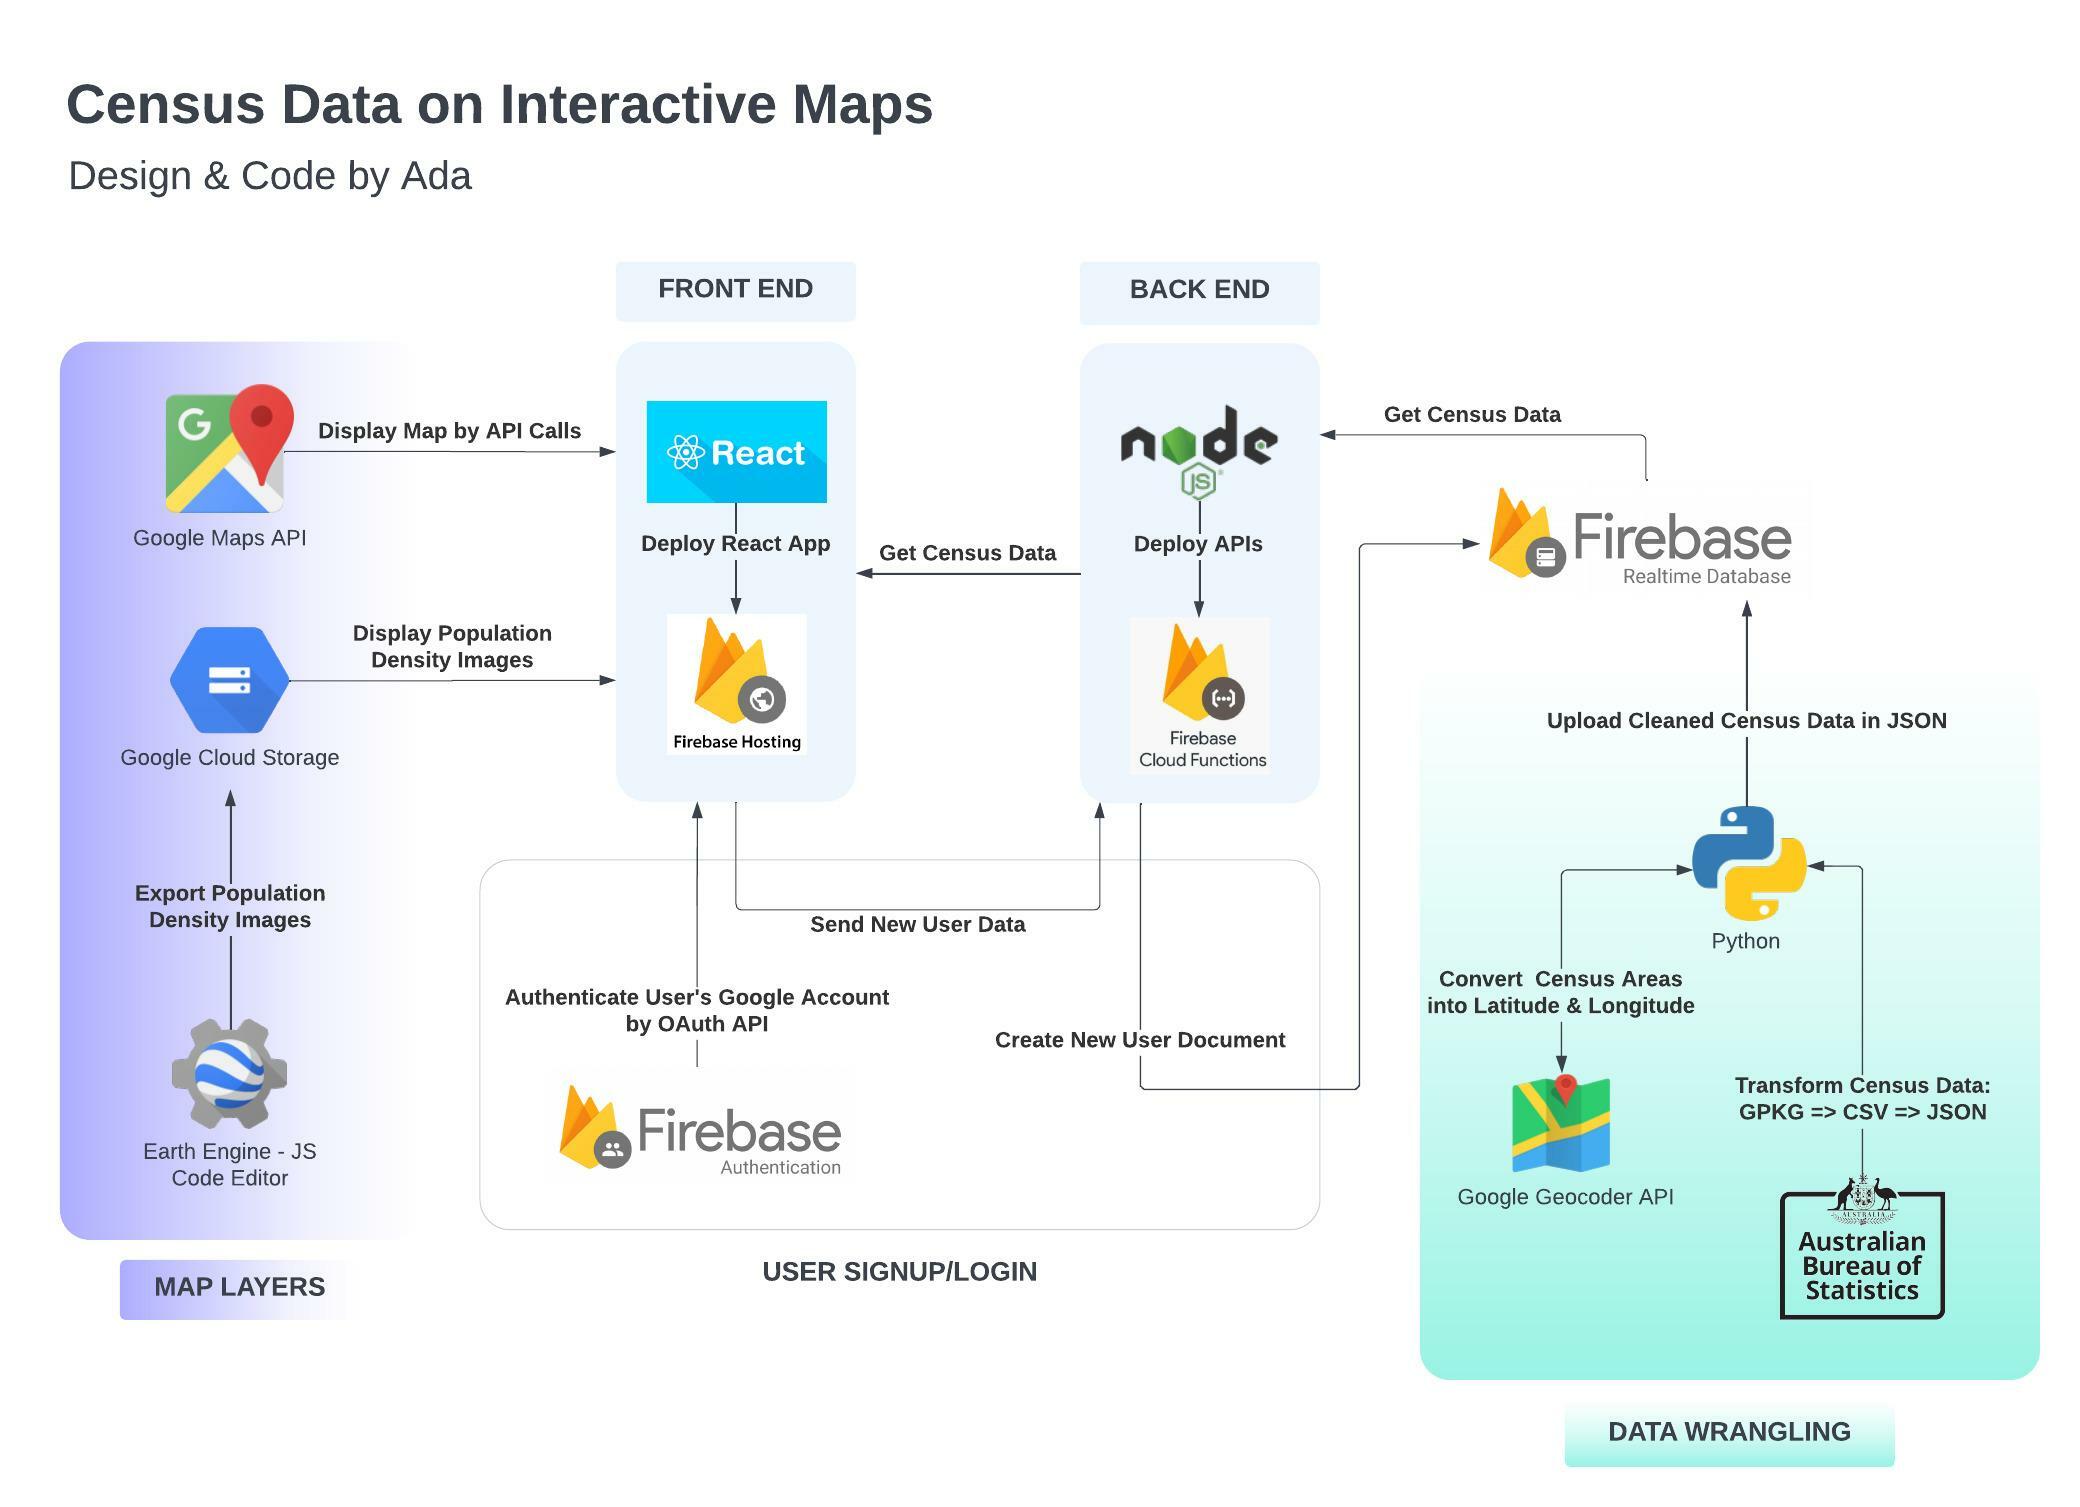 Census Data on Interactive Maps
Design & Code by Ada
FRONT END
BACK END
G
Google Maps API
Display Map by API Calls
React
Deploy React App
Firebase Hosting
Get Census Data
node
JS
Deploy APIs
Firebase
Cloud Functions
Get Census Data
Firebase
Realtime Database
Display Population
Density Images
Google Cloud Storage
Export Population
Density Images
Earth Engine - JS
Code Editor
MAP LAYERS
Send New User Data
Authenticate User's Google Account
by OAuth API
Create New User Document
Firebase
Authentication
USER SIGNUP/LOGIN
Upload Cleaned Census Data in JSON
Python
Convert  Census Areas
into Latitude & Longitude
Google Geocoder API
Transform Census Data:
GPKG => CSV => JSON
AUSTRALIA
Australian
Bureau of
Statistics
DATA WRANGLING